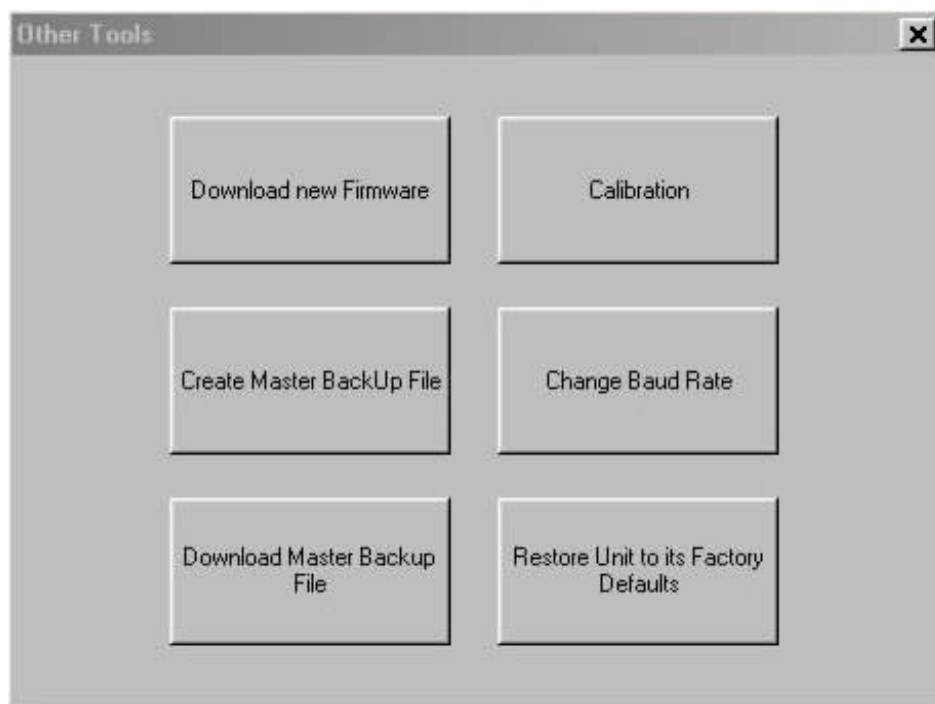 Other Tools
Download new Firmware
Calibration
Create Master BackUp File
Change Baud Rate
Download Master Backup
File
Restore Unit to its Factory
Defaults